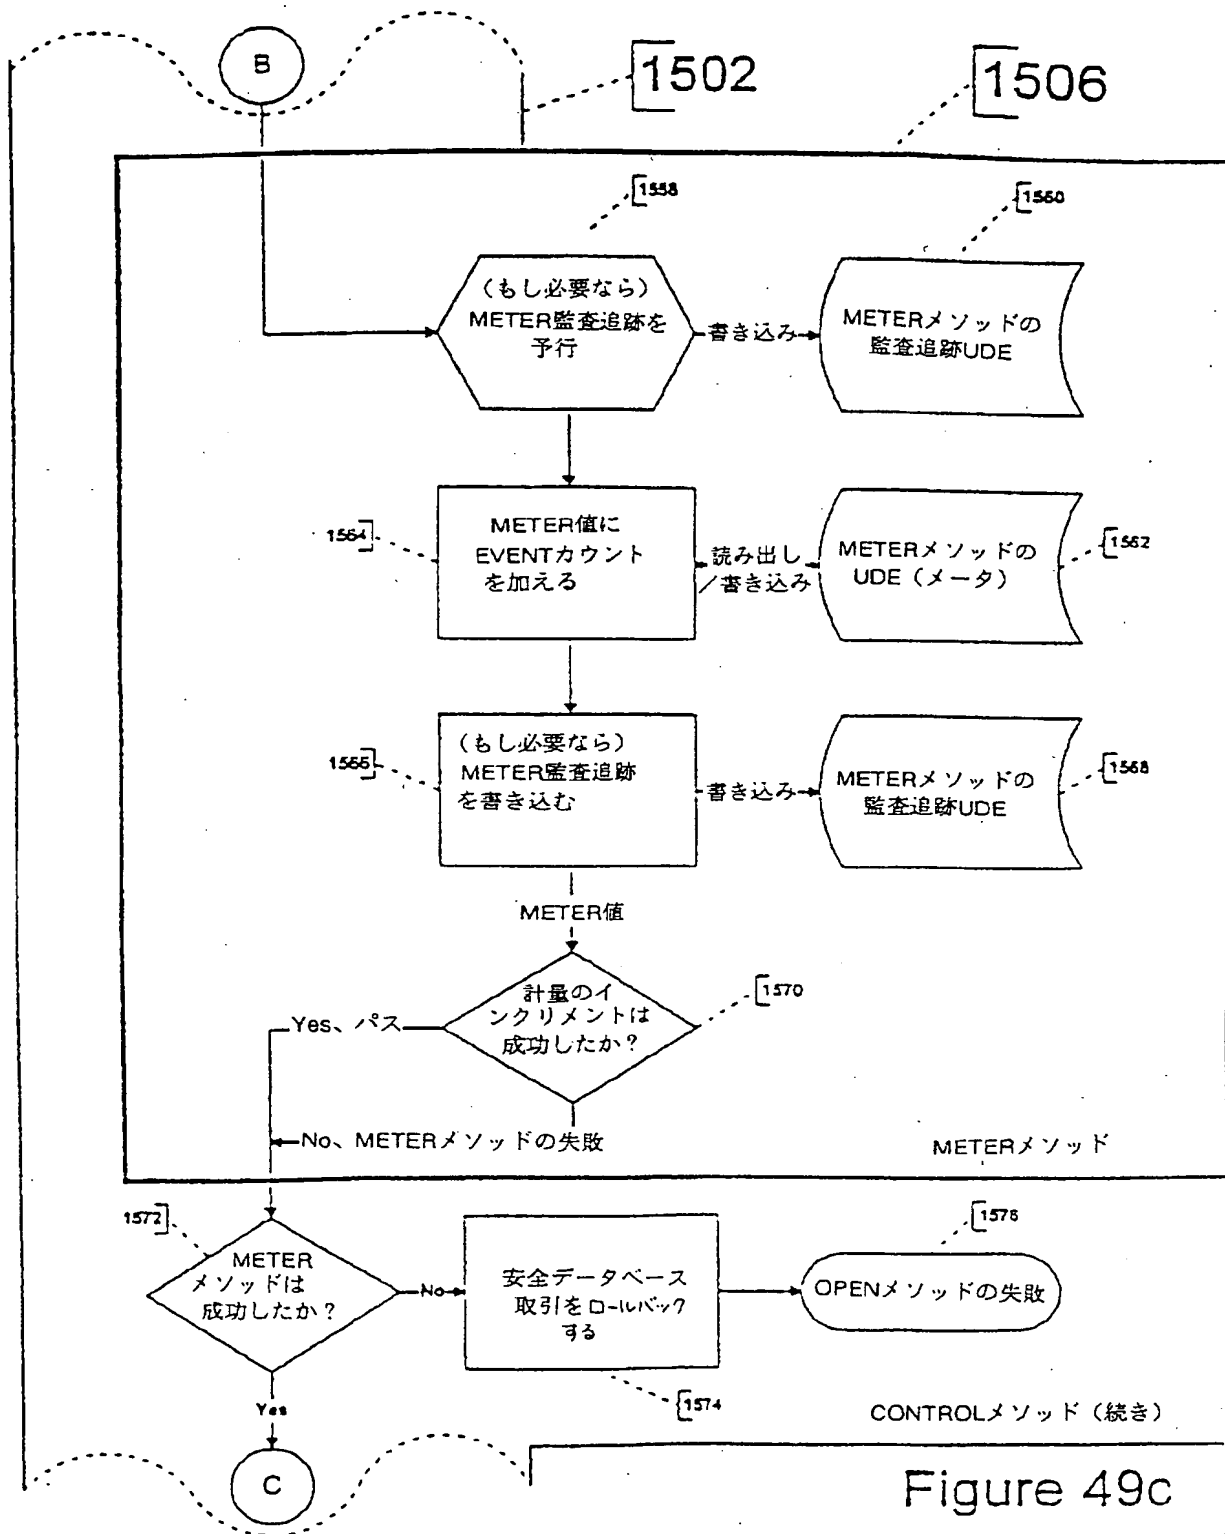 B
1502
1506
1558
1560
(もし必要なら)
METER監査追跡を
予行
書き込み
METERメソッドの
監査追跡UDE
1564
METER値に
EVENTカウント
を加える
読み出し
/書き込み
METERメソッドの
UDE(メータ)
1562
1566
(もし必要なら)
METER監査追跡
を書き込む
書き込み
METERメソッドの
監査追跡UDE
1568
METER値
計量のイ
ンクリメントは
成功したか?
1570
Yes、パス
No、METERメソッドの失敗
METERメソッド
1572
METER
メソッドは
成功したか?
No
安全データベース
取引をロールバック
する
1576
OPENメソッドの失敗
1574
Yes
CONTROLメソッド(続き)
C
Figure 49c